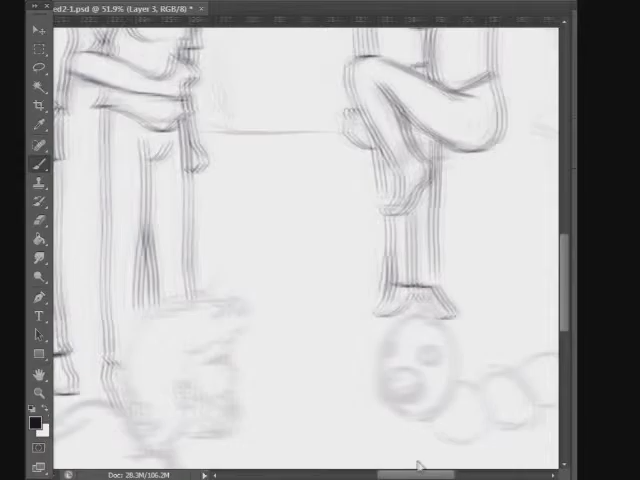 ed2-1.psd @ 51.9% (Layer 3, RGB/8) *
Doc: 28.3M/106.2M